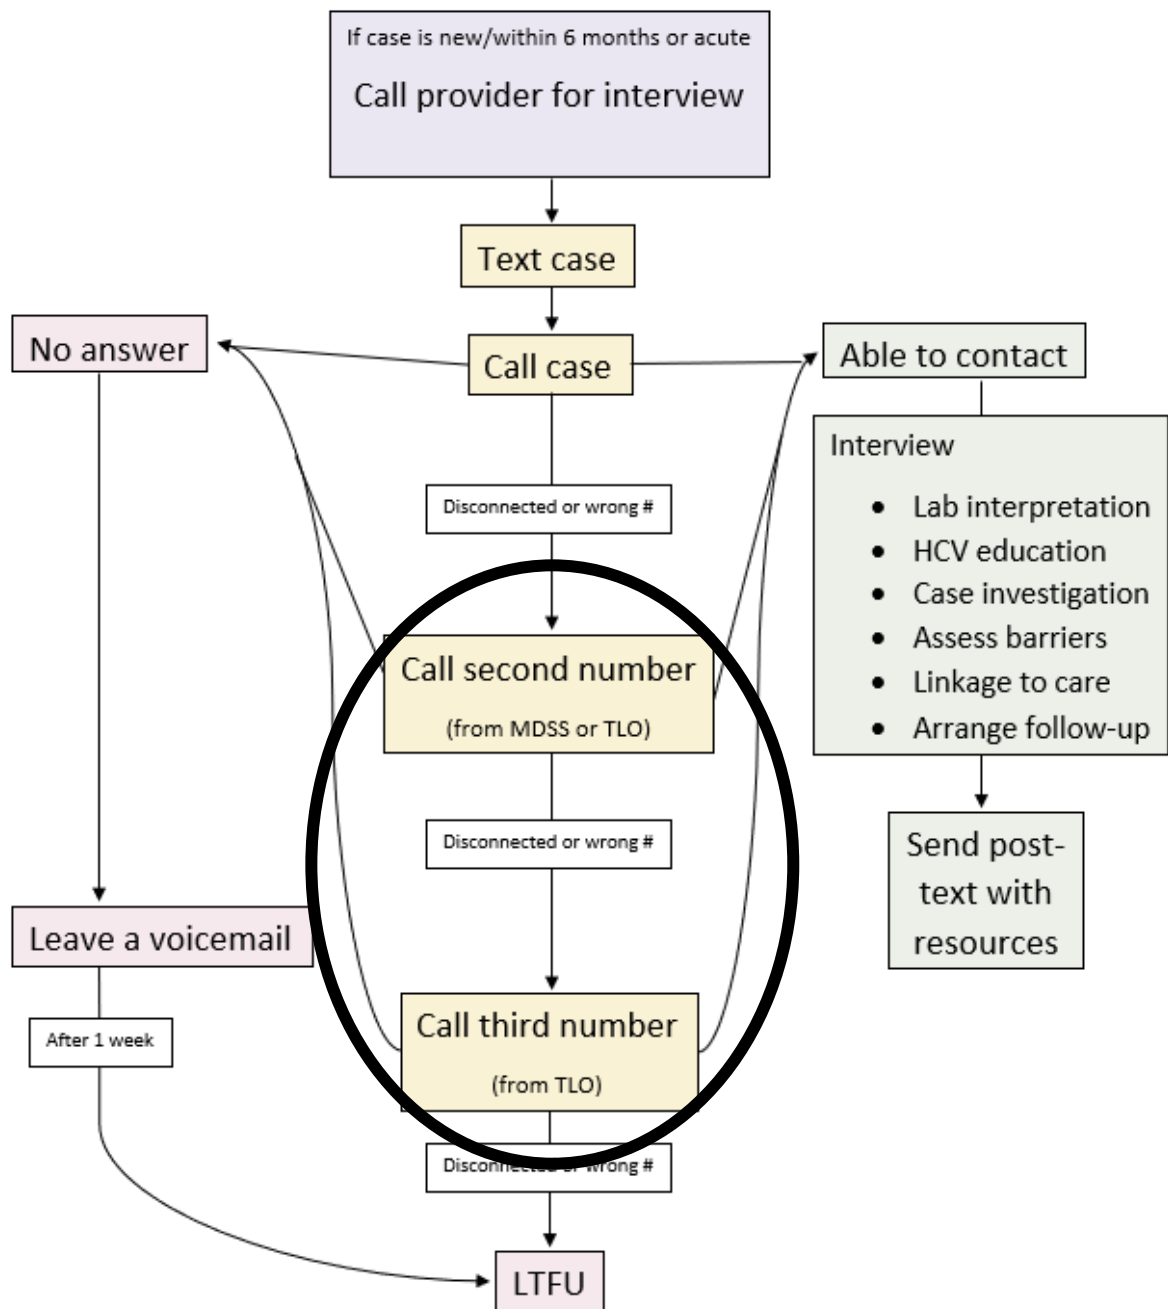 If case is new/within 6 months or acute
Call provider for interview
Text case
No answer
Call case
Able to contact
Interview
• Lab interpretation
• HCV education
• Case investigation
• Assess barriers
• Linkage to care
• Arrange follow-up
Disconnected or wrong #
Call second number
(from MDSS or TLO)
Disconnected or wrong #
Send post-
text with
resources
Leave a voicemail
After 1 week
Call third number
(from TLO)
Disconnected or wrong #
LTFU